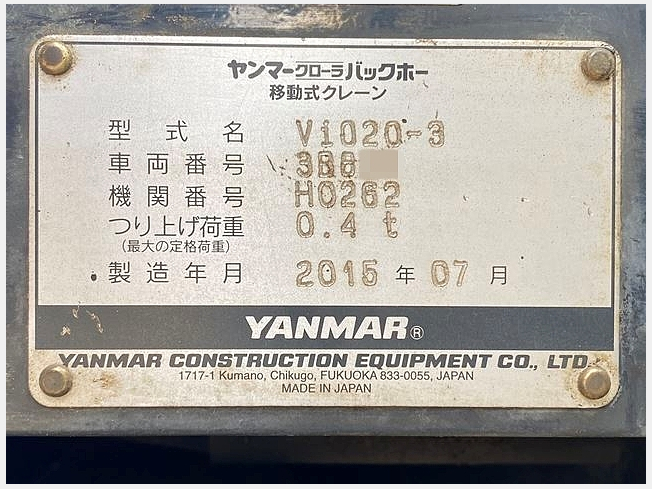 ヤンマークローラバックホー
移動式クレーン
型式名 ViO20-3
車両番号
機関番号 H0262
つり上げ荷重 0.4 t
(最大の定格荷重)
製造年月 2015 年 07 月
YANMAR®
YANMAR CONSTRUCTION EQUIPMENT CO., LTD.
1717-1 Kumano, Chikugo, FUKUOKA 833-0055, JAPAN
MADE IN JAPAN